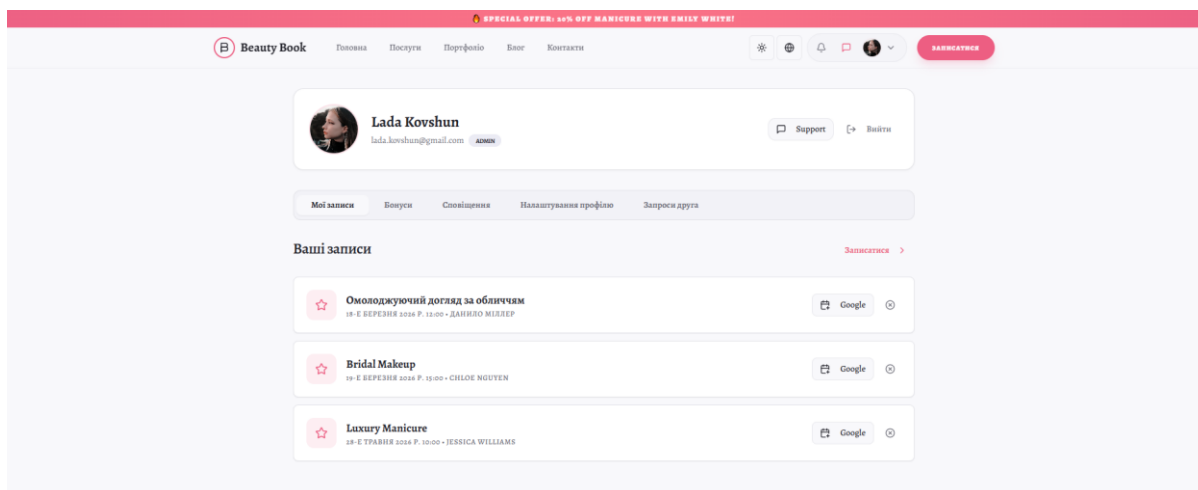 🔥 SPECIAL OFFER: 20% OFF MANICURE WITH EMILY WHITE!
B Beauty Book Головна Послуги Портфоліо Блог Контакти ЗАПИСАТИСЯ
Lada Kovshun
lada.kovshun@gmail.com ADMIN
Support Вийти
Мої записи Бонуси Сповіщення Налаштування профілю Запроси друга
Ваші записи Записатися
Омолоджуючий догляд за обличчям
18-Е БЕРЕЗНЯ 2026 Р. 12:00 • ДАНИЛО МІЛЛЕР
Google
Bridal Makeup
19-Е БЕРЕЗНЯ 2026 Р. 15:00 • CHLOE NGUYEN
Google
Luxury Manicure
28-Е ТРАВНЯ 2026 Р. 10:00 • JESSICA WILLIAMS
Google